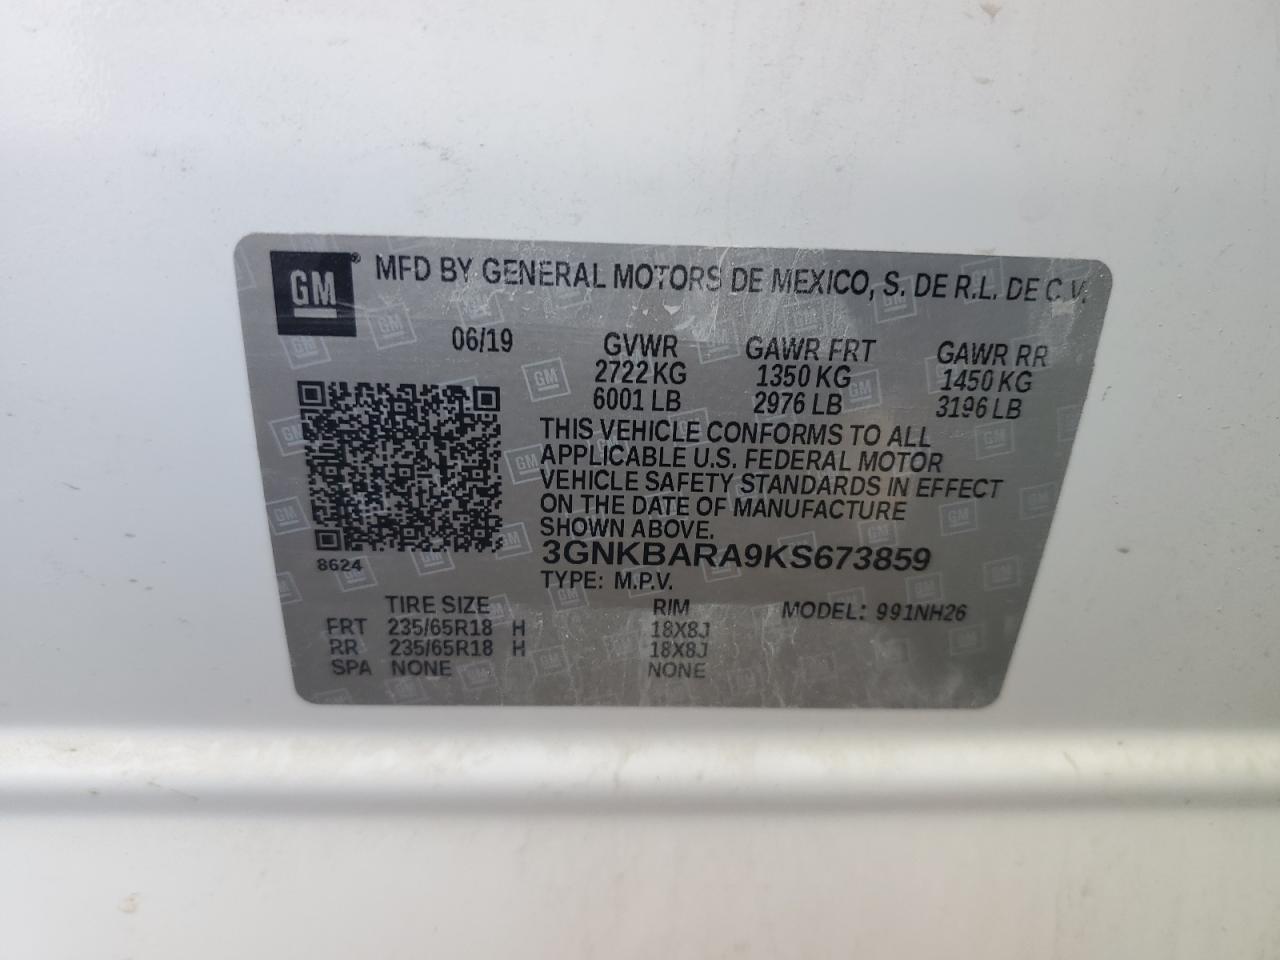 GM® MFD BY GENERAL MOTORS DE MEXICO, S. DE R.L. DE C.V.
06/19 GVWR GAWR FRT GAWR RR
2722 KG 1350 KG 1450 KG
6001 LB 2976 LB 3196 LB
THIS VEHICLE CONFORMS TO ALL
APPLICABLE U.S. FEDERAL MOTOR
VEHICLE SAFETY STANDARDS IN EFFECT
ON THE DATE OF MANUFACTURE
SHOWN ABOVE.
3GNKBARA9KS673859
8624
TYPE: M.P.V.
TIRE SIZE RIM MODEL: 991NH26
FRT 235/65R18 H 18X8J
RR 235/65R18 H 18X8J
SPA NONE NONE